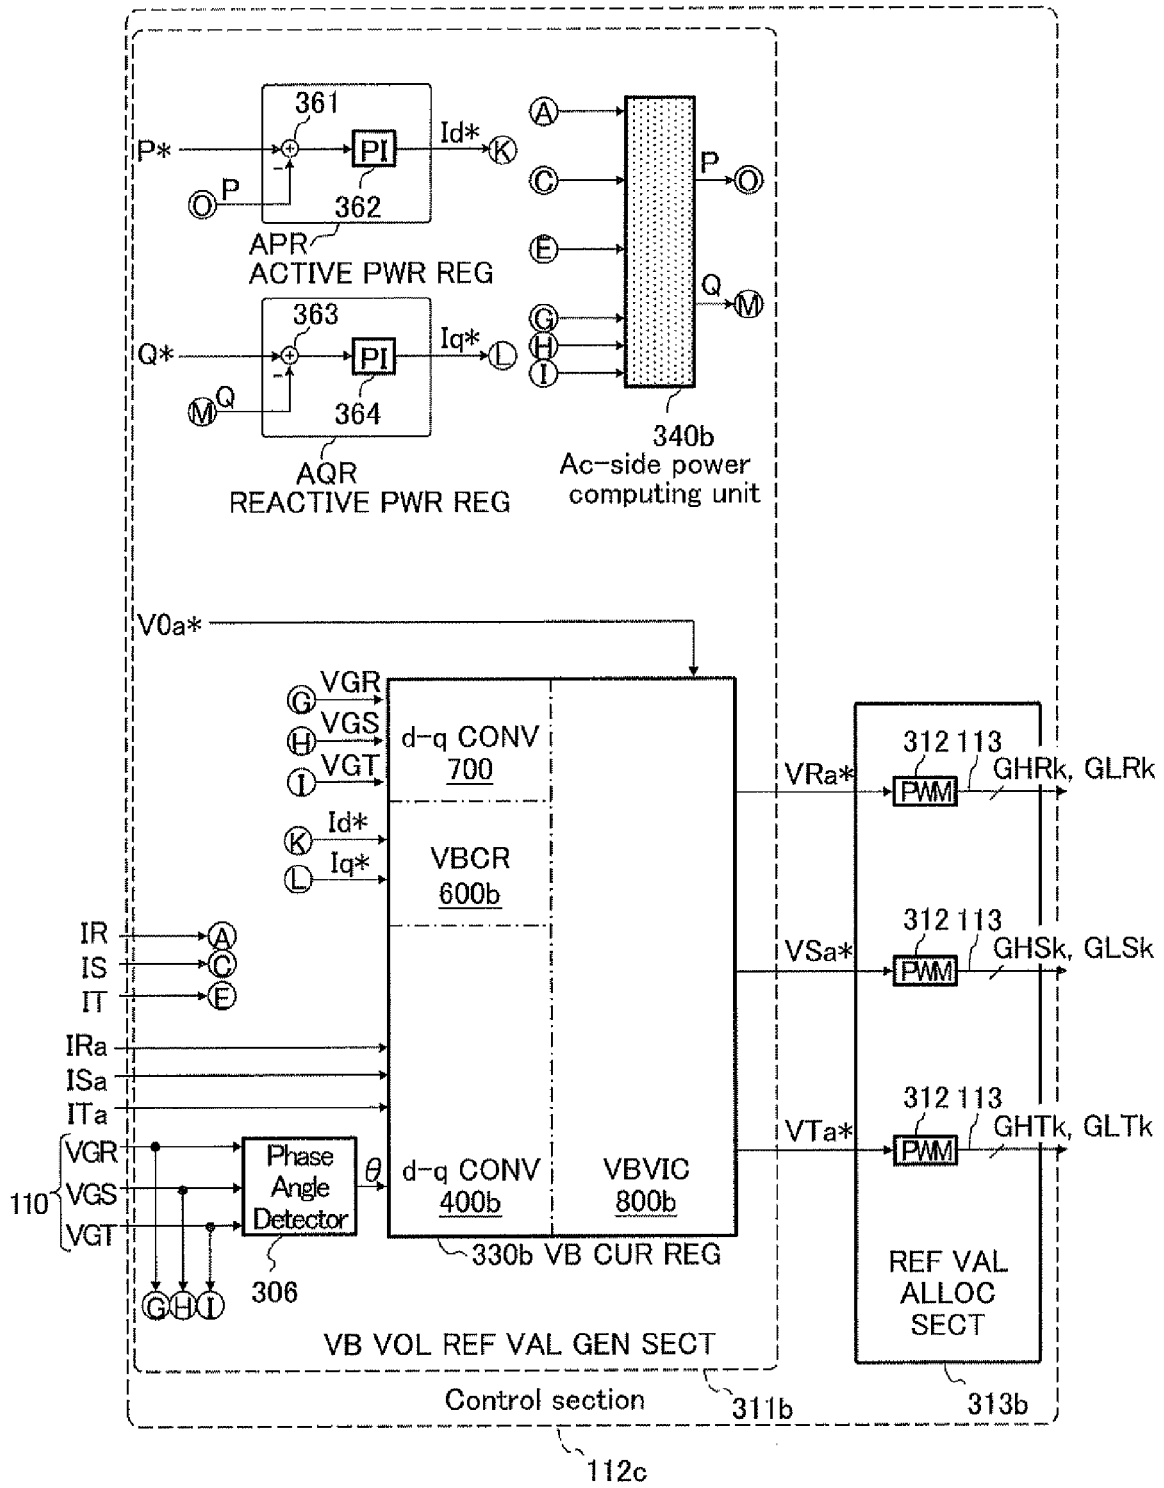 361
P*
PI
Id*
K
O
P
362
APR
ACTIVE PWR REG
363
Q*
PI
Iq*
L
M
Q
364
AQR
REACTIVE PWR REG
A
C
E
G
H
I
P
O
Q
M
340b
Ac-side power
computing unit
V0a*
G
VGR
H
VGS
I
VGT
d-q CONV
700
K
Id*
L
Iq*
VBCR
600b
IR
A
IS
C
IT
E
IRa
ISa
ITa
110
VGR
VGS
VGT
Phase
Angle
Detector
306
θ
d-q CONV
400b
VBVIC
800b
330b VB CUR REG
G
H
I
VRa*
312
113
PWM
GHRk, GLRk
VSa*
312
113
PWM
GHSk, GLSk
VTa*
312
113
PWM
GHTk, GLTk
REF VAL
ALLOC
SECT
313b
VB VOL REF VAL GEN SECT
311b
Control section
112c